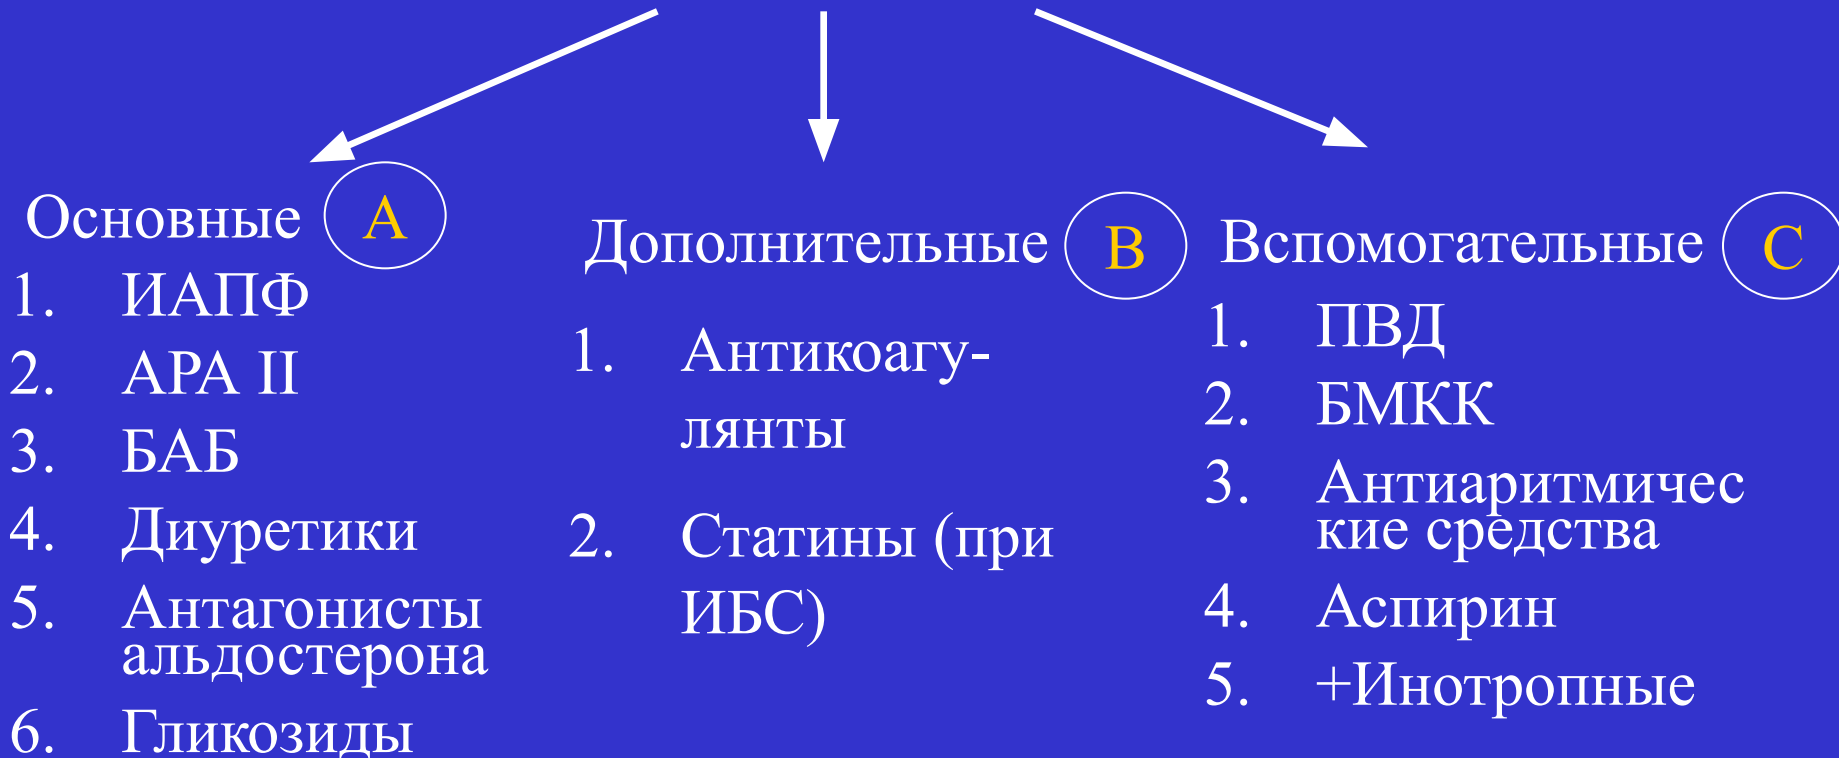 Основные A
1. ИАПФ
2. АРА II
3. БАБ
4. Диуретики
5. Антагонисты
альдостерона
6. Гликозиды
Дополнительные B
1. Антикоагу-
лянты
2. Статины (при
ИБС)
Вспомогательные C
1. ПВД
2. БМКК
3. Антиаритмичес
кие средства
4. Аспирин
5. +Инотропные